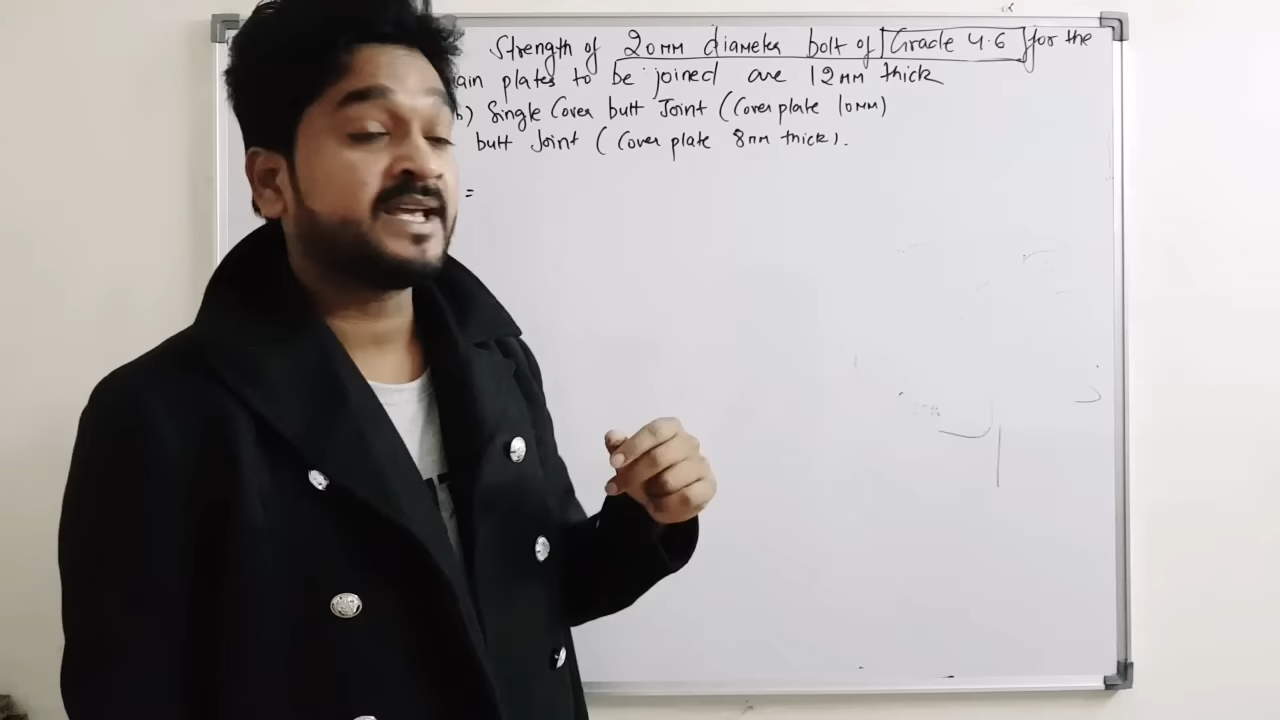 Strength of 20mm diameter bolt of Grade 4.6 for the
plates to be joined are 12mm thick
b) Single Cover butt Joint (Cover plate 10mm)
butt Joint (Cover plate 8mm thick).
=